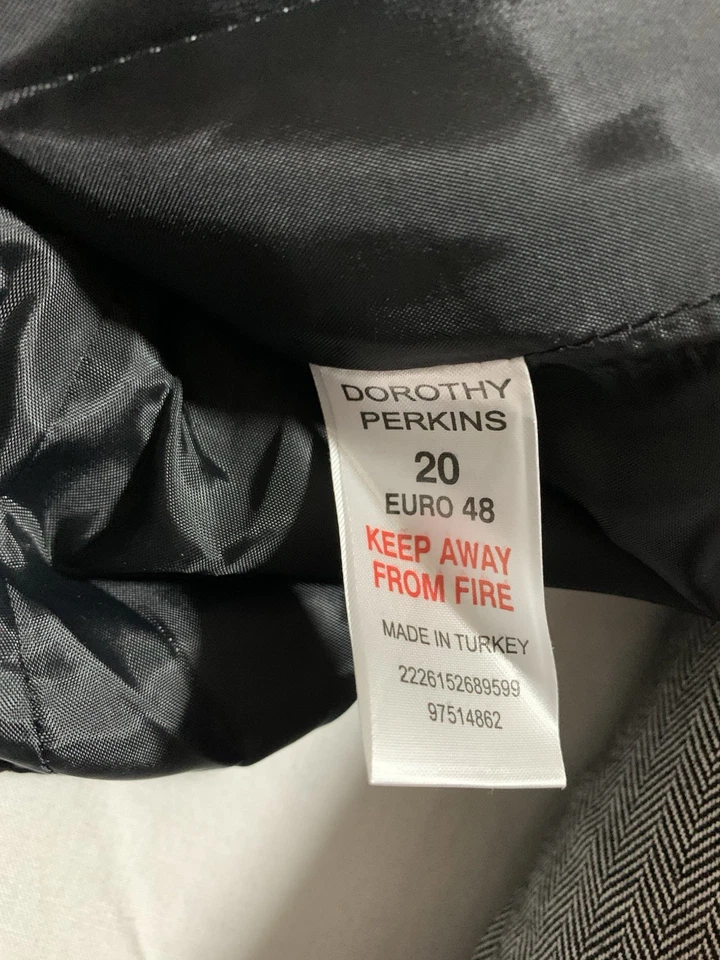 DOROTHY
PERKINS
20
EURO 48
KEEP AWAY
FROM FIRE
MADE IN TURKEY
2226152689599
97514862